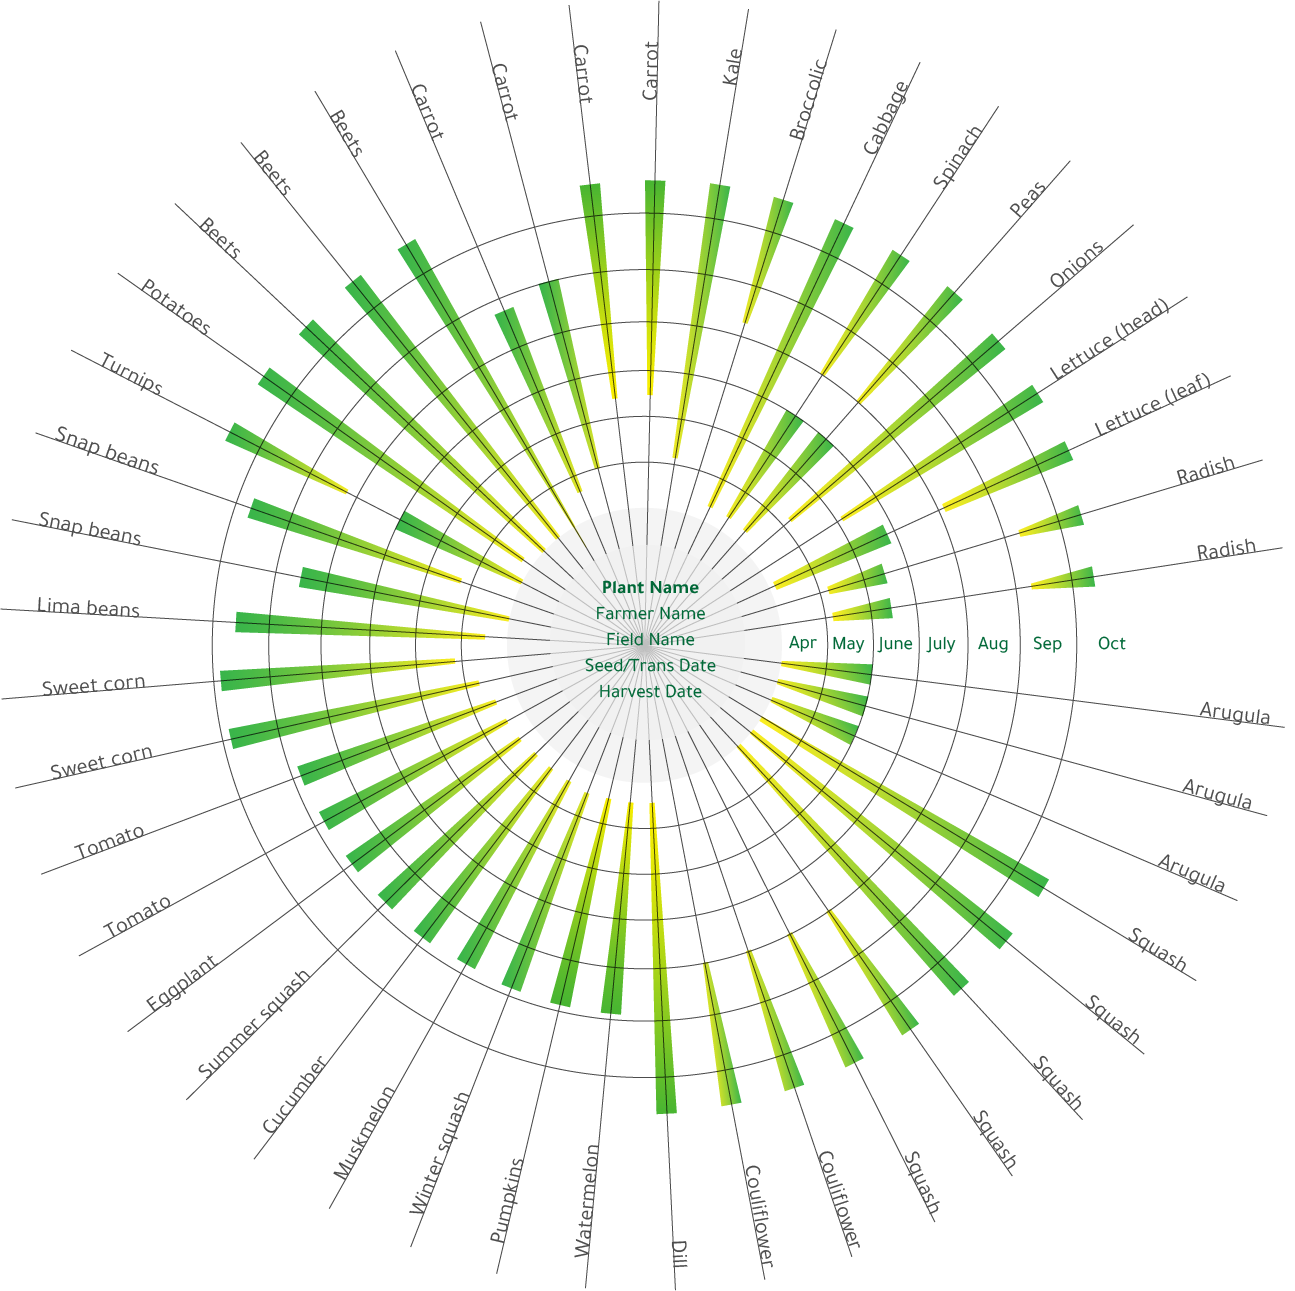 Carrot
Kale
Broccolic
Cabbage
Spinach
Peas
Onions
Lettuce (head)
Lettuce (leaf)
Radish
Radish
Arugula
Arugula
Arugula
Squash
Squash
Squash
Squash
Squash
Couliflower
Couliflower
Dill
Watermelon
Pumpkins
Winter squash
Muskmelon
Cucumber
Summer squash
Eggplant
Tomato
Tomato
Sweet corn
Sweet corn
Lima beans
Snap beans
Snap beans
Turnips
Potatoes
Beets
Beets
Beets
Carrot
Carrot
Carrot
Plant Name
Farmer Name
Field Name
Seed/Trans Date
Harvest Date
Apr May June July Aug Sep Oct